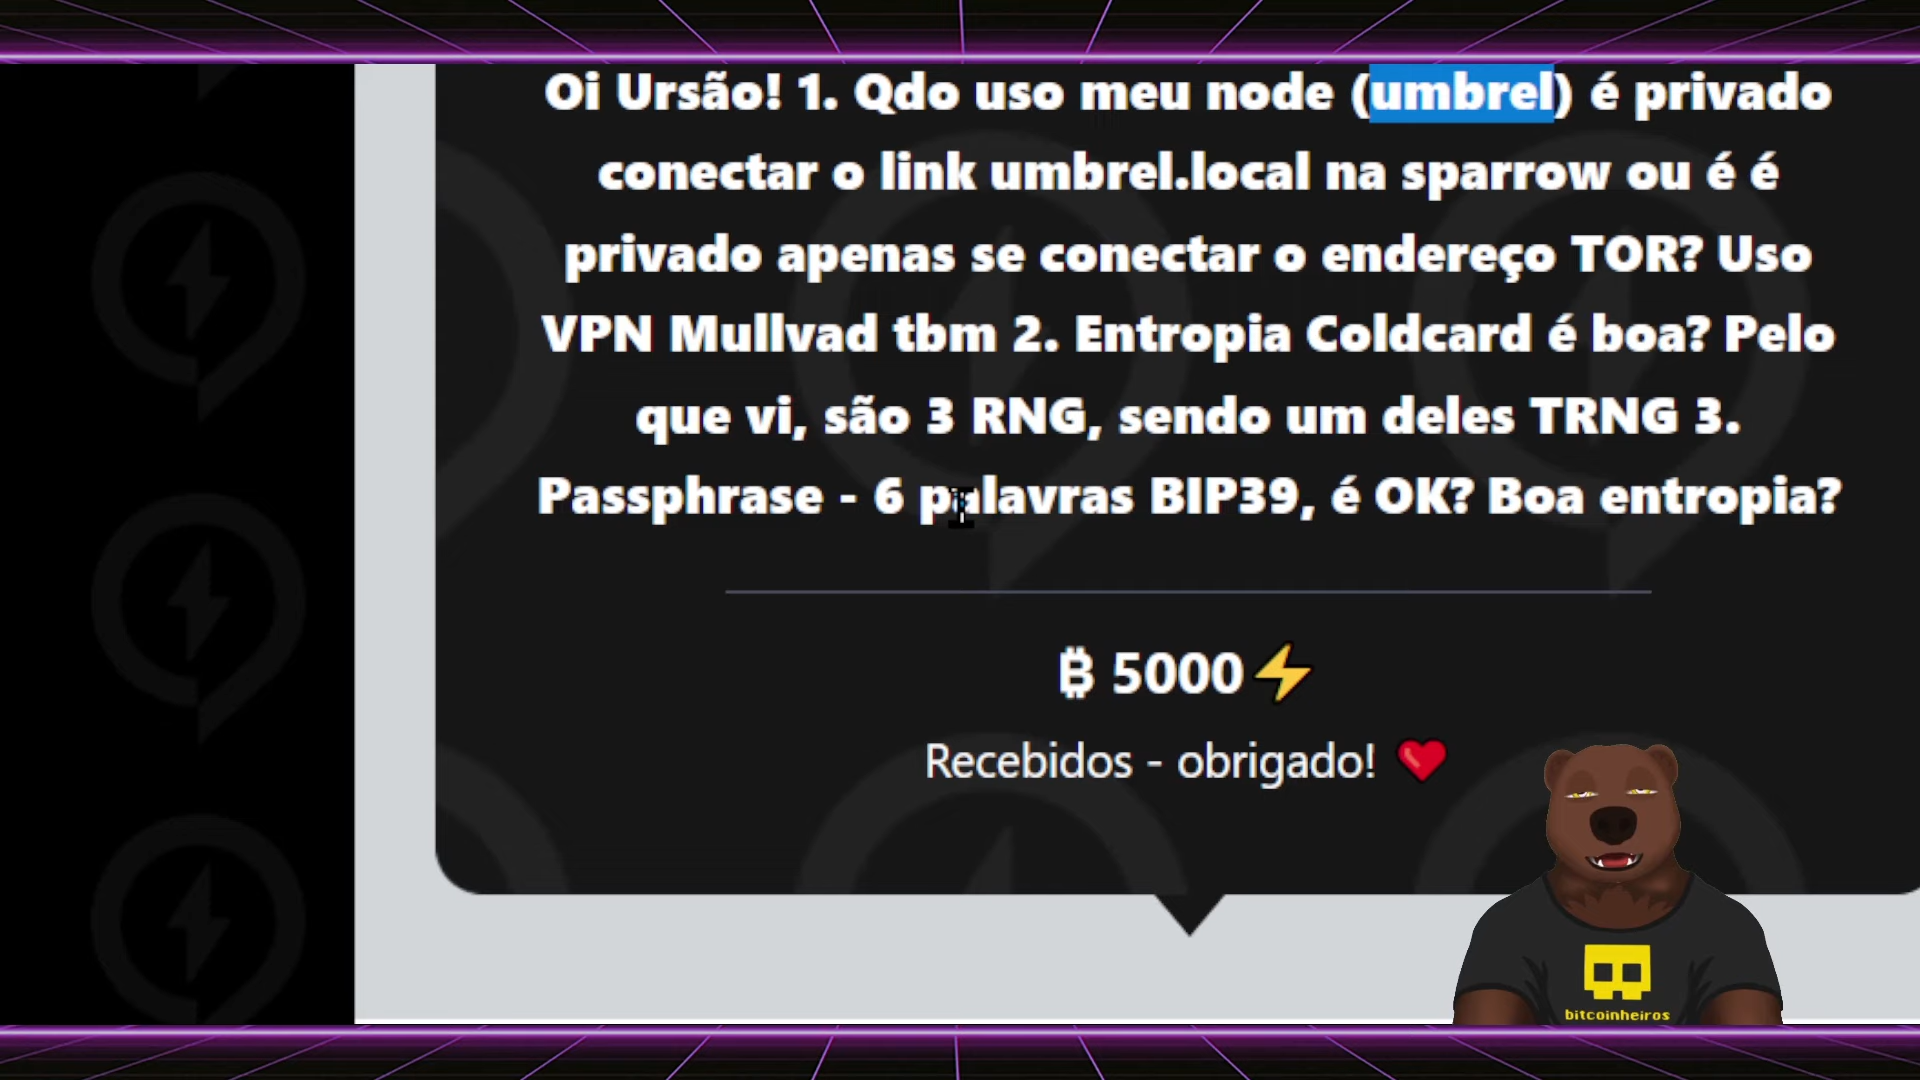 Oi Ursão! 1. Qdo uso meu node (umbrel) é privado
conectar o link umbrel.local na sparrow ou é é
privado apenas se conectar o endereço TOR? Uso
VPN Mullvad tbm 2. Entropia Coldcard é boa? Pelo
que vi, são 3 RNG, sendo um deles TRNG 3.
Passphrase - 6 palavras BIP39, é OK? Boa entropia?
₿ 5000⚡
Recebidos - obrigado! ❤️
bitcoinheiros